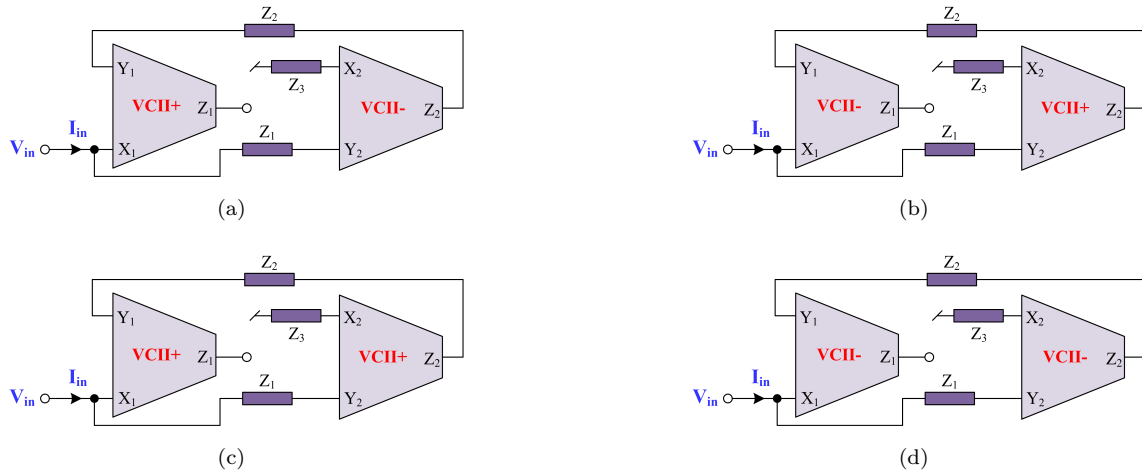 Z2
Y1
X2
Z3
VCII+
Z1
VCII-
Z2
Iin
Vin
X1
Z1
Y2
(a)
Z2
Y1
X2
Z3
VCII-
Z1
VCII+
Z2
Iin
Vin
X1
Z1
Y2
(b)
Z2
Y1
X2
Z3
VCII+
Z1
VCII+
Z2
Iin
Vin
X1
Z1
Y2
(c)
Z2
Y1
X2
Z3
VCII-
Z1
VCII-
Z2
Iin
Vin
X1
Z1
Y2
(d)